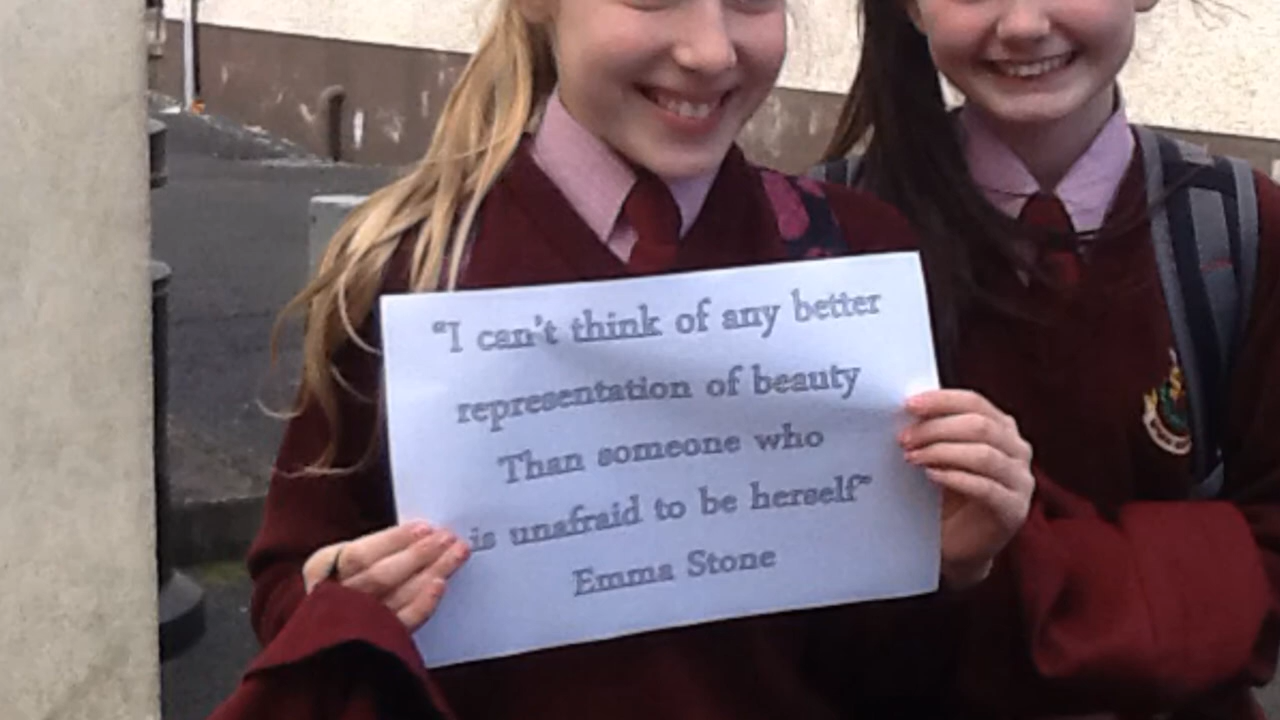 "I can't think of any better
representation of beauty
Than someone who
is unafraid to be herself"
Emma Stone